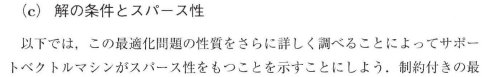 (c) 解の条件とスパース性
以下では，この最適化問題の性質をさらに詳しく調べることによってサポー
トベクトルマシンがスパース性をもつことを示すことにしよう．制約付きの最